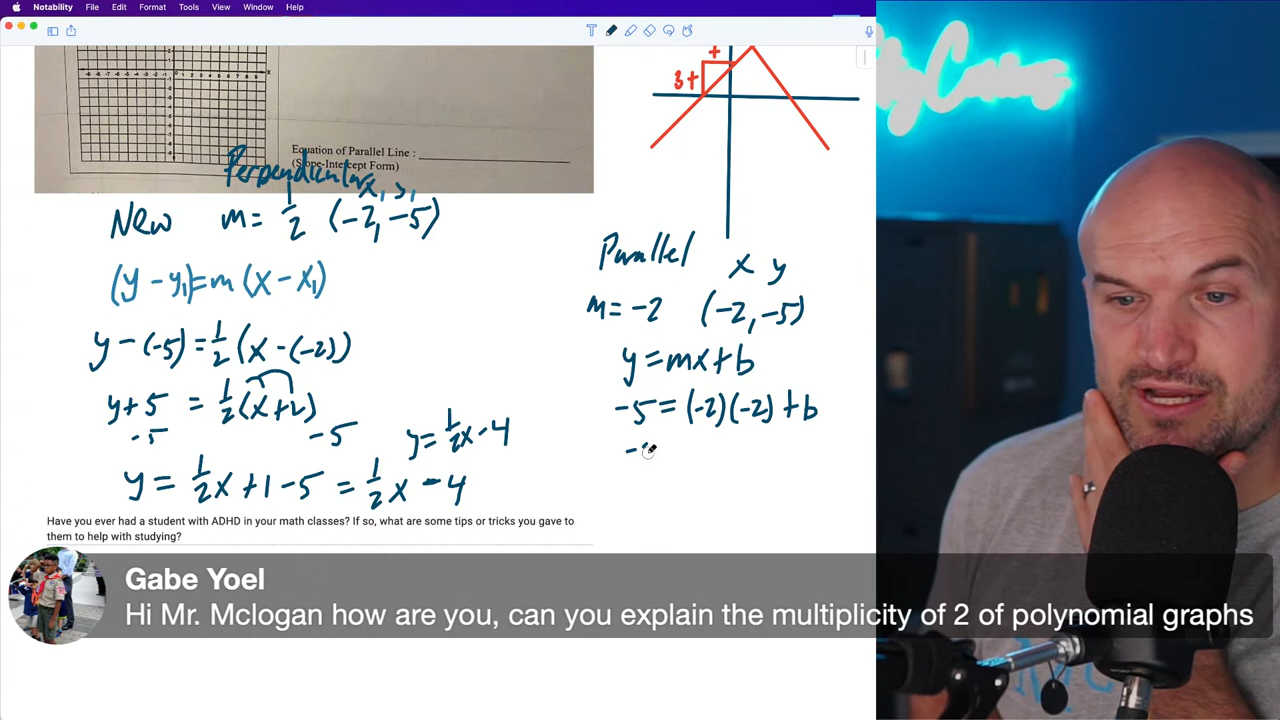 Notability File Edit Format Tools View Window Help
Equation of Parallel Line :
(Slope-Intercept Form)
Perpendicular
x₁ y₁
New m= 1/2 (-2, -5)
(y - y₁)=m(x - x₁)
y - (-5) = 1/2(x - (-2))
y + 5 = 1/2(x+2)
-5 -5
y= 1/2x - 4
y = 1/2x + 1 - 5 = 1/2x - 4
+
3+
Parallel
x y
m= -2 (-2, -5)
y = mx + b
-5 = (-2)(-2) + b
Have you ever had a student with ADHD in your math classes? If so, what are some tips or tricks you gave to
them to help with studying?
Gabe Yoel
Hi Mr. Mclogan how are you, can you explain the multiplicity of 2 of polynomial graphs